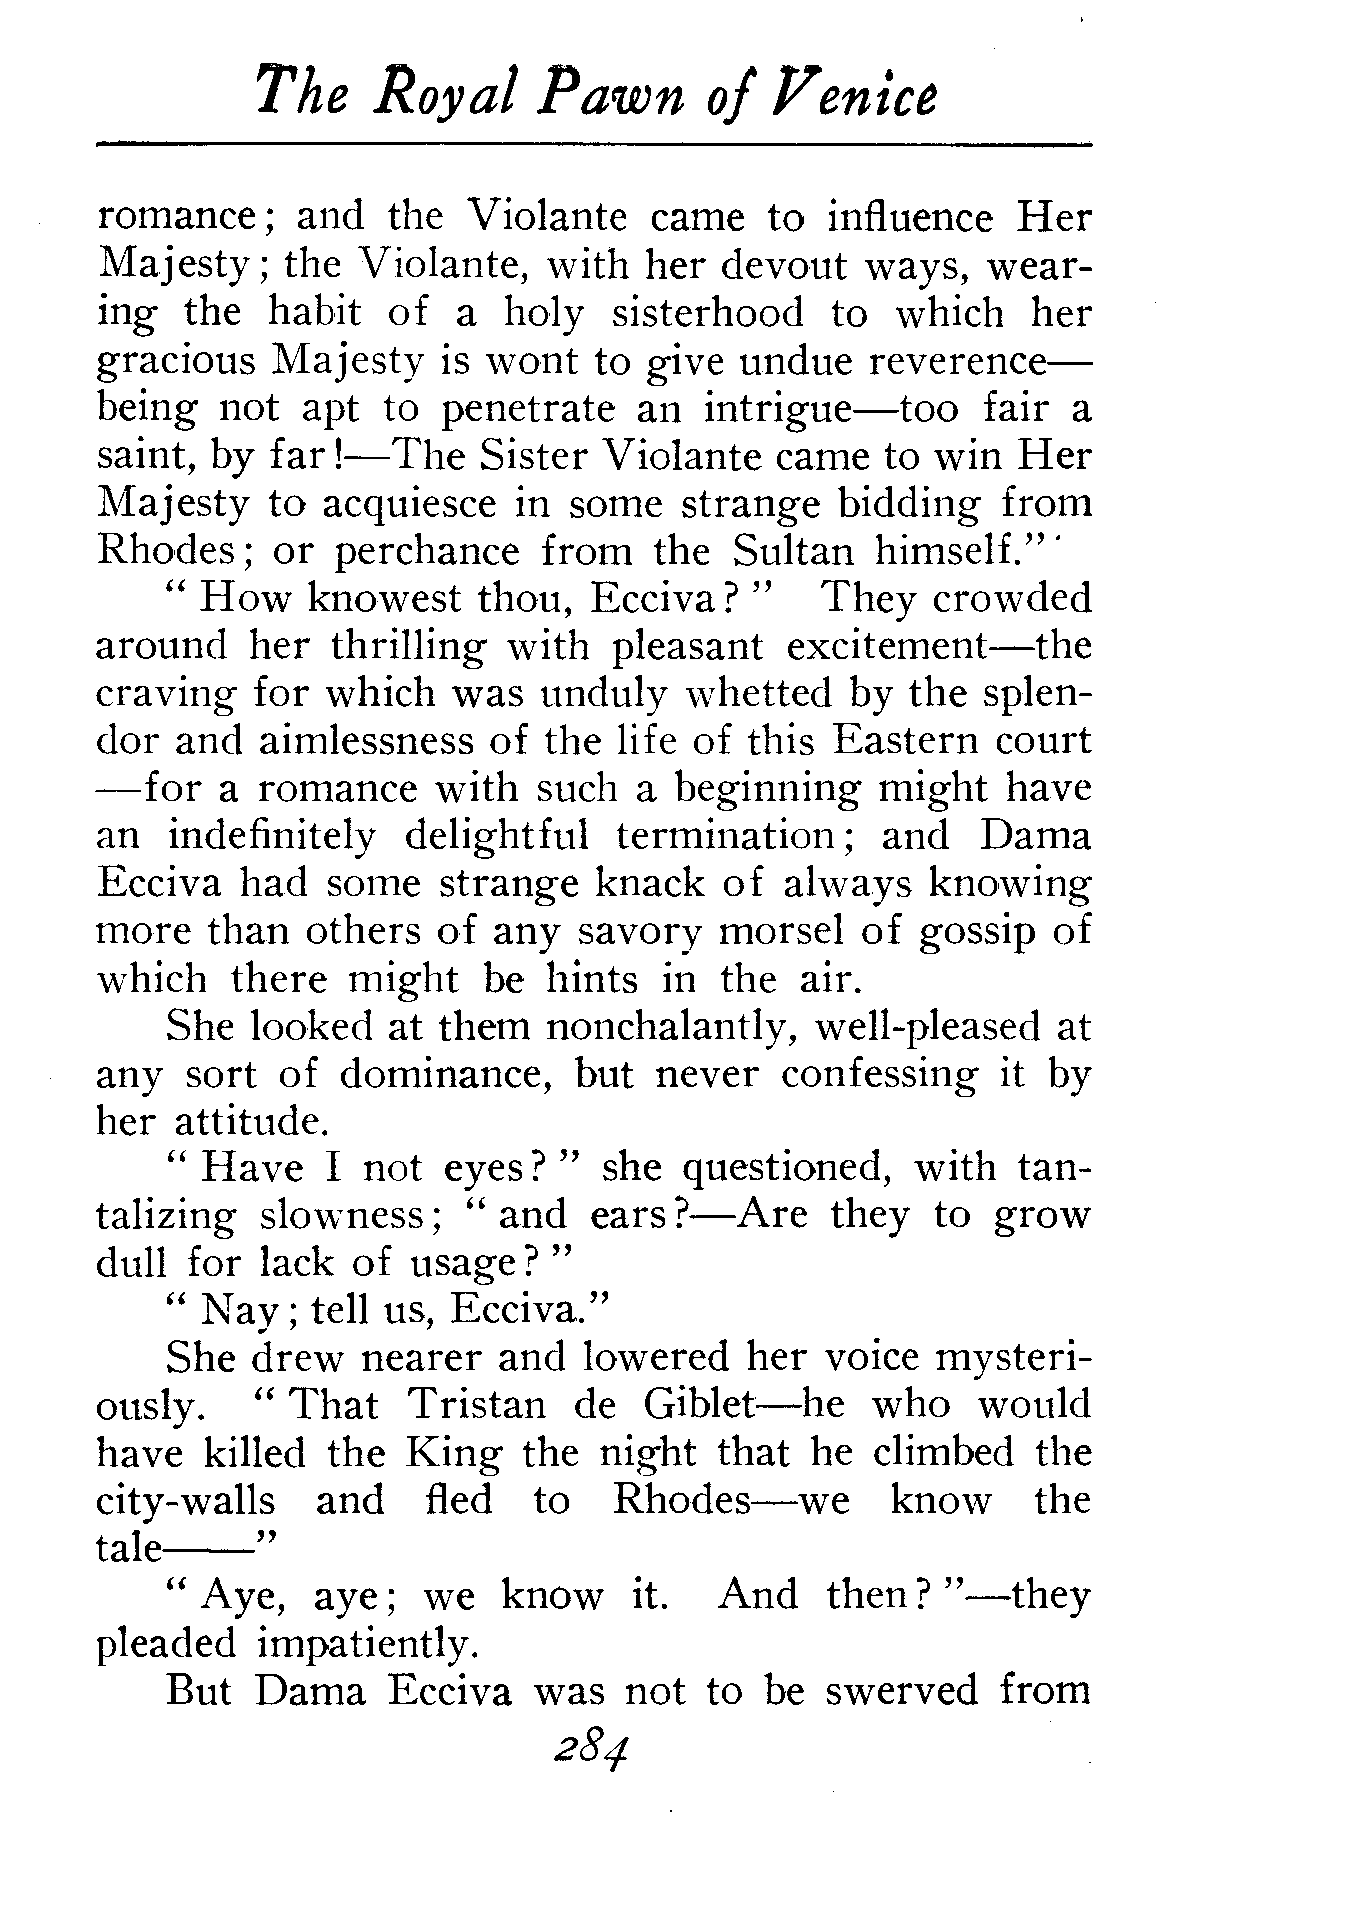 The Royal Pawn of Venice
romance; and the Violante came to influence Her
Majesty; the Violante, with her devout ways, wear-
ing the habit of a holy sisterhood to which her
gracious Majesty is wont to give undue reverence—
being not apt to penetrate an intrigue—too fair a
saint, by far!—The Sister Violante came to win Her
Majesty to acquiesce in some strange bidding from
Rhodes; or perchance from the Sultan himself."
"How knowest thou, Ecciva?" They crowded
around her thrilling with pleasant excitement—the
craving for which was unduly whetted by the splen-
dor and aimlessness of the life of this Eastern court
—for a romance with such a beginning might have
an indefinitely delightful termination; and Dama
Ecciva had some strange knack of always knowing
more than others of any savory morsel of gossip of
which there might be hints in the air.
She looked at them nonchalantly, well-pleased at
any sort of dominance, but never confessing it by
her attitude.
"Have I not eyes?" she questioned, with tan-
talizing slowness; "and ears?—Are they to grow
dull for lack of usage?"
"Nay; tell us, Ecciva."
She drew nearer and lowered her voice mysteri-
ously. "That Tristan de Giblet—he who would
have killed the King the night that he climbed the
city-walls and fled to Rhodes—we know the
tale——"
"Aye, aye; we know it. And then?"—they
pleaded impatiently.
But Dama Ecciva was not to be swerved from
284